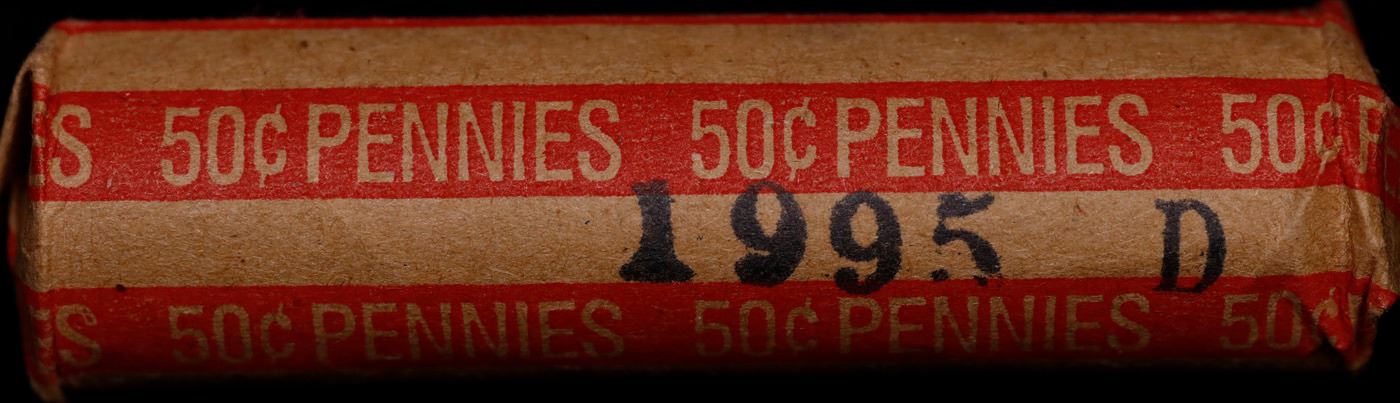 S 50¢ PENNIES 50¢ PENNIES 50¢ P
1995 D
S 50¢ PENNIES 50¢ PENNIES 50¢